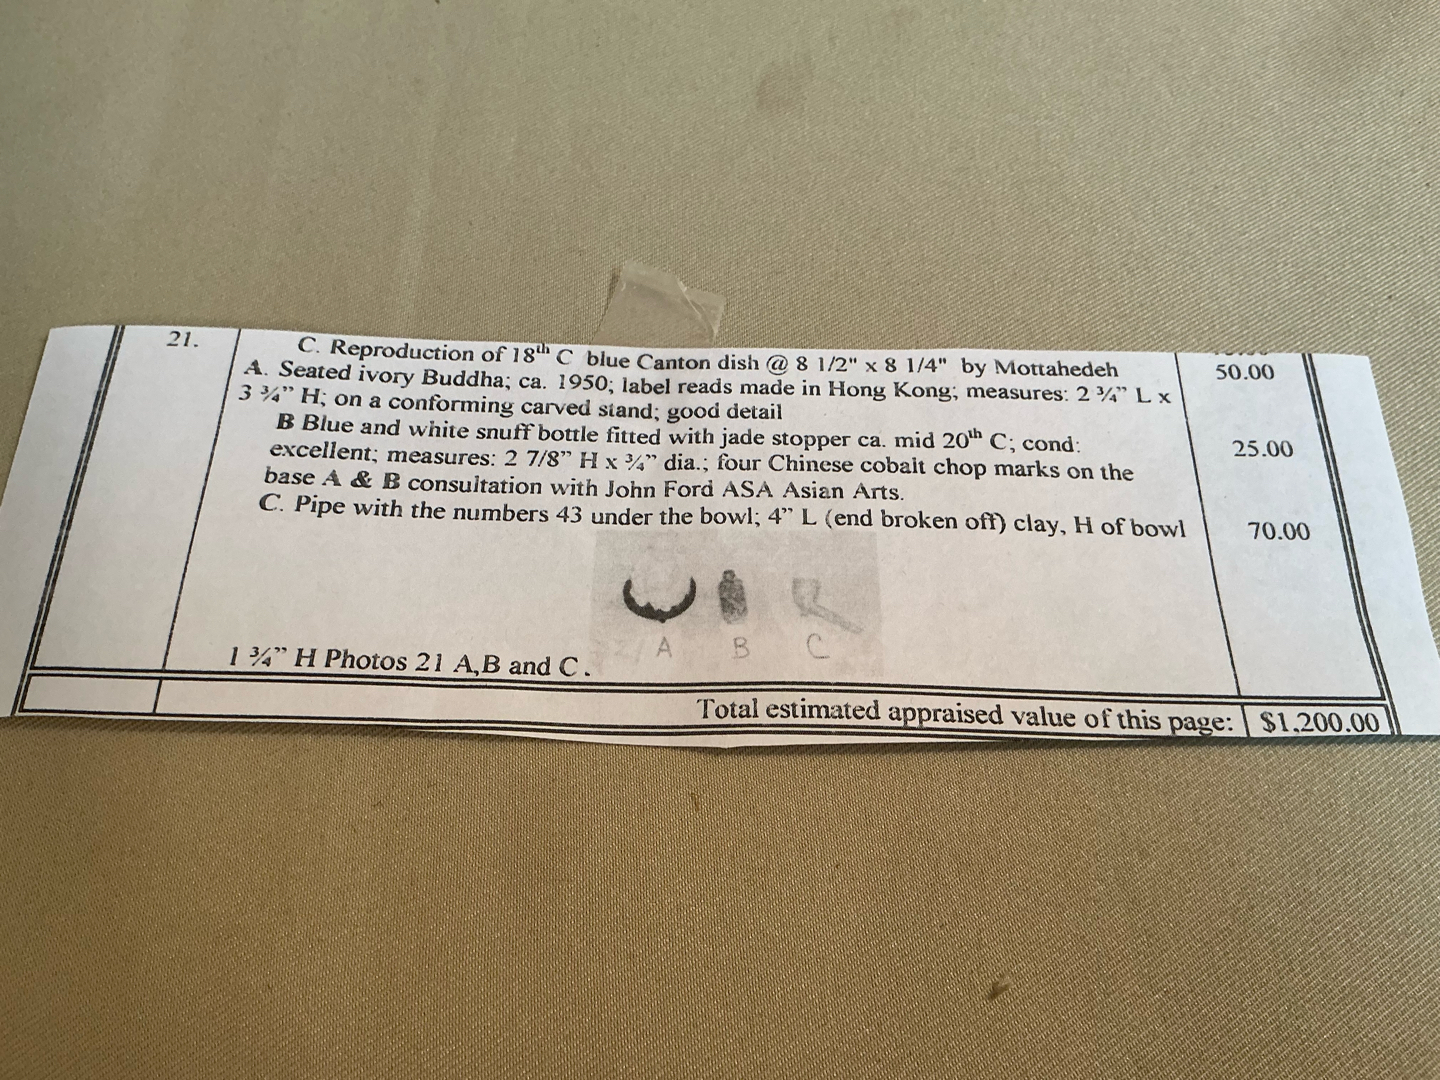 21.
C. Reproduction of 18th C blue Canton dish @ 8 1/2" x 8 1/4" by Mottahedeh
A. Seated ivory Buddha; ca. 1950; label reads made in Hong Kong; measures: 2 ¾” L x 50.00
3 ¾” H; on a conforming carved stand; good detail
B Blue and white snuff bottle fitted with jade stopper ca. mid 20th C; cond: 25.00
excellent; measures: 2 7/8” H x ¾” dia.; four Chinese cobalt chop marks on the
base A & B consultation with John Ford ASA Asian Arts.
C. Pipe with the numbers 43 under the bowl; 4” L (end broken off) clay, H of bowl 70.00
A B C
1 ¾” H Photos 21 A,B and C.
Total estimated appraised value of this page: $1,200.00